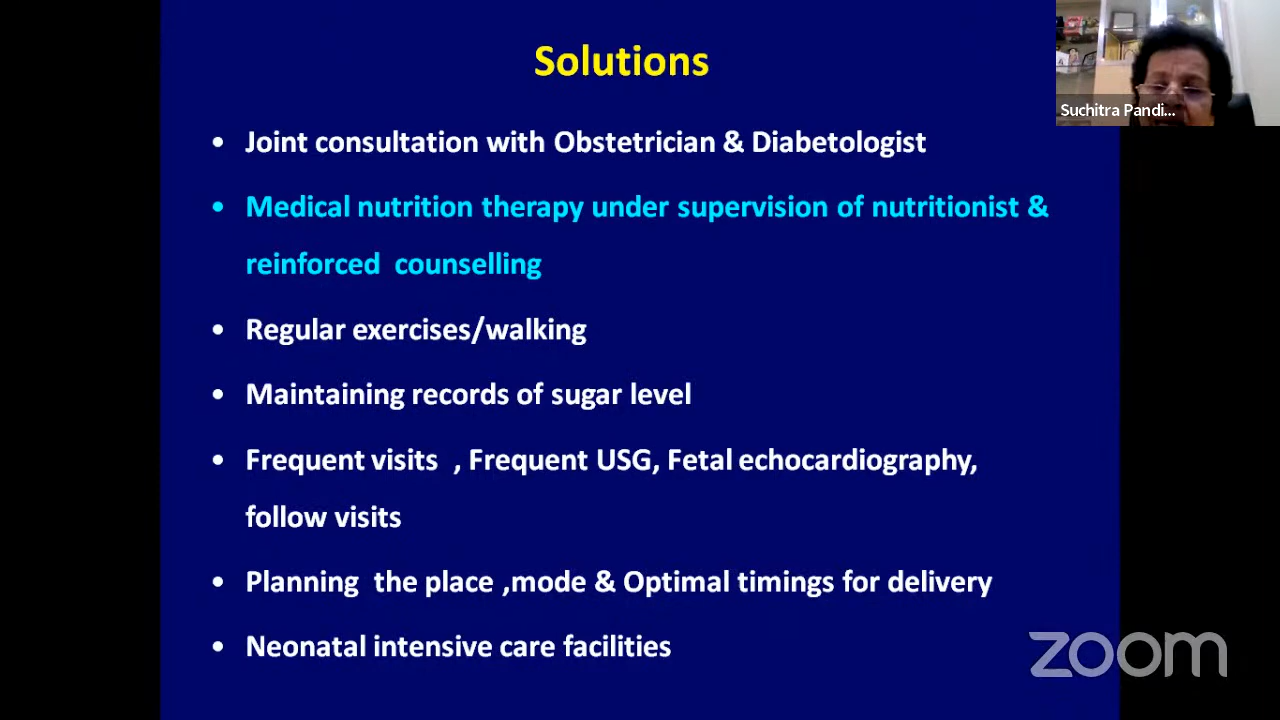 Solutions
Suchitra Pandi...
• Joint consultation with Obstetrician & Diabetologist
• Medical nutrition therapy under supervision of nutritionist &
reinforced counselling
• Regular exercises/walking
• Maintaining records of sugar level
• Frequent visits , Frequent USG, Fetal echocardiography,
follow visits
• Planning the place ,mode & Optimal timings for delivery
• Neonatal intensive care facilities
zoom